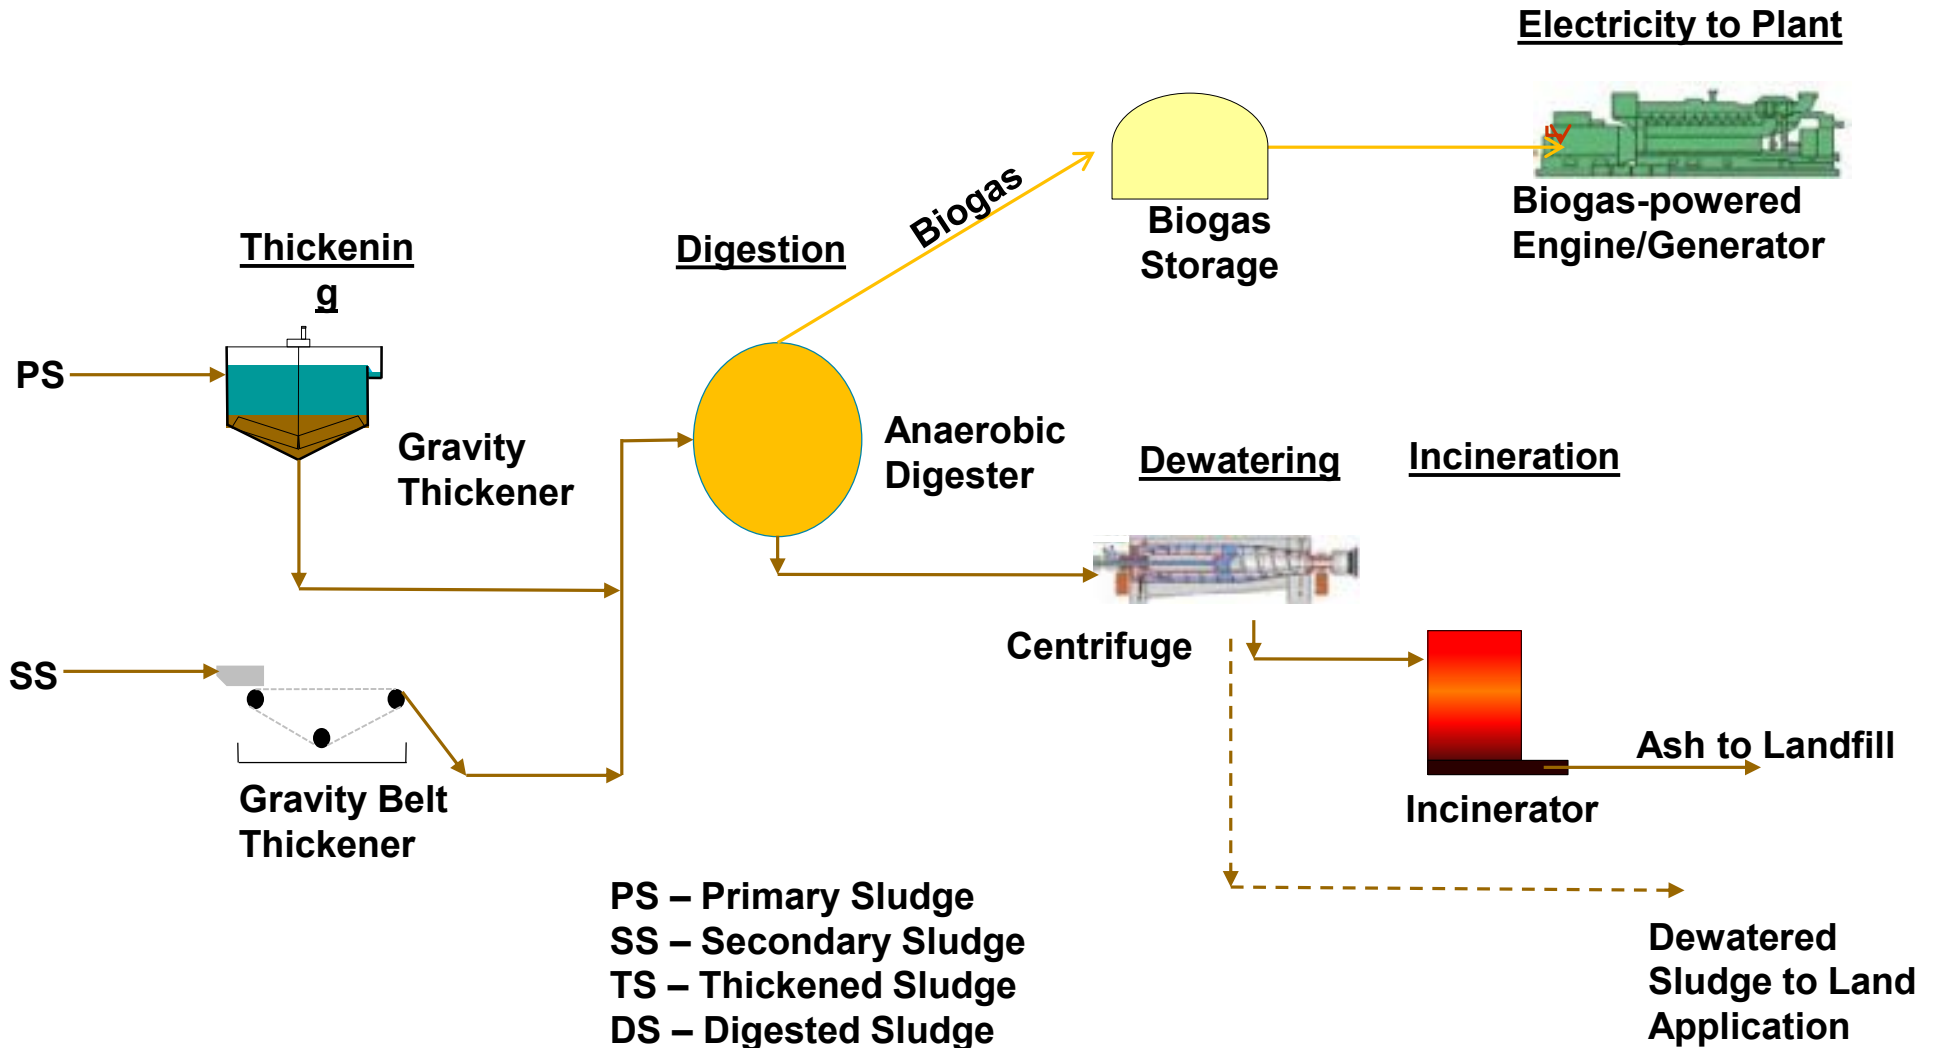 Electricity to Plant
Biogas
Biogas
Storage
Biogas-powered
Engine/Generator
Thickenin
g
Digestion
PS
Gravity
Thickener
Anaerobic
Digester
Dewatering
Incineration
Centrifuge
SS
Ash to Landfill
Gravity Belt
Thickener
Incinerator
PS – Primary Sludge
SS – Secondary Sludge
TS – Thickened Sludge
DS – Digested Sludge
Dewatered
Sludge to Land
Application